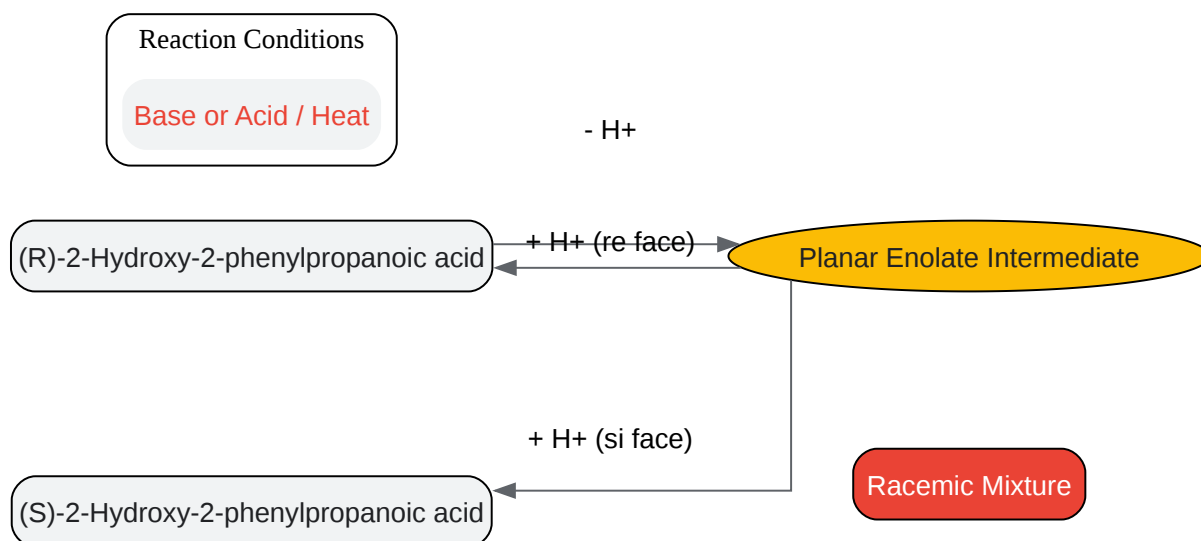 Reaction Conditions
Base or Acid / Heat
- H+
(R)-2-Hydroxy-2-phenylpropanoic acid
+ H+ (re face)
Planar Enolate Intermediate
+ H+ (si face)
Racemic Mixture
(S)-2-Hydroxy-2-phenylpropanoic acid